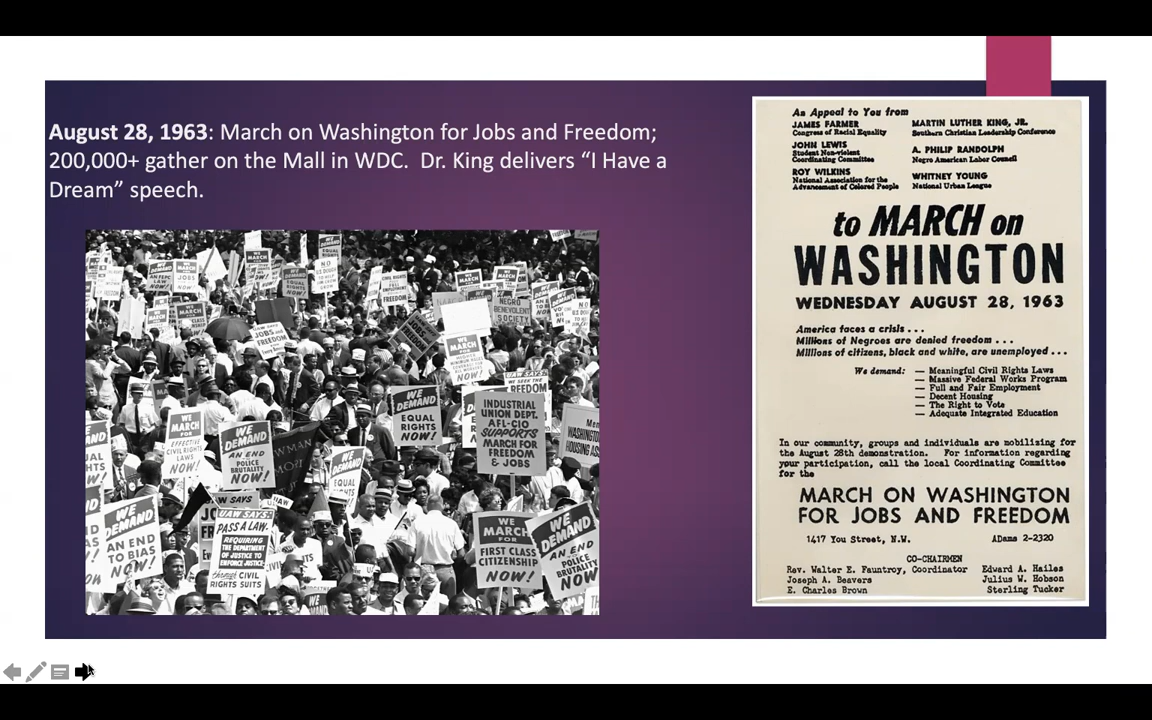 August 28, 1963: March on Washington for Jobs and Freedom;
200,000+ gather on the Mall in WDC.  Dr. King delivers “I Have a
Dream” speech.
WE DEMAND EQUAL RIGHTS NOW!
INDUSTRIAL
UNION DEPT.
AFL-CIO
SUPPORTS
MARCH FOR
FREEDOM
& JOBS
NEGRO
BENEVOLENT
SOCIETY
WE
MARCH
FOR
EFFECTIVE
CIVIL RIGHTS
LAWS
NOW!
WE
DEMAND
AN END
POLICE
BRUTALITY
NOW!
WE
DEMAND
AN END
TO BIAS
NOW!
UAW SAYS:
PASS A LAW
REQUIRING
THE DEPARTMENT
OF JUSTICE TO
ENFORCE JUSTICE
through CIVIL
RIGHTS SUITS
WE
MARCH
FOR
FIRST CLASS
CITIZENSHIP
NOW!
WE
DEMAND
AN END
POLICE
BRUTALITY
NOW
An Appeal to You from
JAMES FARMER
Congress of Racial Equality
JOHN LEWIS
Student Non-violent
Coordinating Committee
ROY WILKINS
National Association for the
Advancement of Colored People
MARTIN LUTHER KING, JR.
Southern Christian Leadership Conference
A. PHILIP RANDOLPH
Negro American Labor Council
WHITNEY YOUNG
National Urban League
to MARCH on
WASHINGTON
WEDNESDAY AUGUST 28, 1963
America faces a crisis . . .
Millions of Negroes are denied freedom . . .
Millions of citizens, black and white, are unemployed . . .
We demand: — Meaningful Civil Rights Laws
— Massive Federal Works Program
— Full and Fair Employment
— Decent Housing
— The Right to Vote
— Adequate Integrated Education
In our community, groups and individuals are mobilizing for
the August 28th demonstration.  For information regarding
your participation, call the local Coordinating Committee
for the
MARCH ON WASHINGTON
FOR JOBS AND FREEDOM
1417 You Street, N.W. ADams 2-2320
CO-CHAIRMEN
Rev. Walter E. Fauntroy, Coordinator
Joseph A. Beavers
E. Charles Brown
Edward A. Hailes
Julius W. Hobson
Sterling Tucker